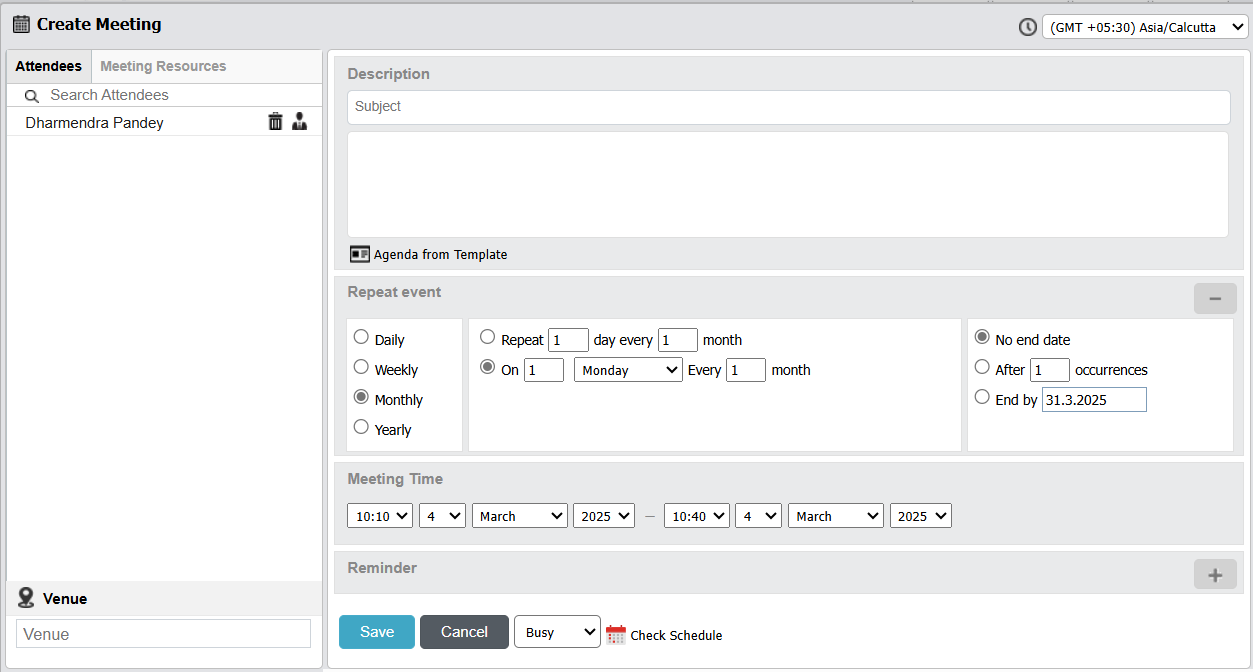 Create Meeting
(GMT +05:30) Asia/Calcutta
Attendees Meeting Resources
Search Attendees
Dharmendra Pandey
Venue
Venue
Description
Subject
Agenda from Template
Repeat event
Daily
Weekly
Monthly
Yearly
Repeat 1 day every 1 month
On 1 Monday Every 1 month
No end date
After 1 occurrences
End by 31.3.2025
Meeting Time
10:10 4 March 2025 — 10:40 4 March 2025
Reminder
Save Cancel Busy Check Schedule